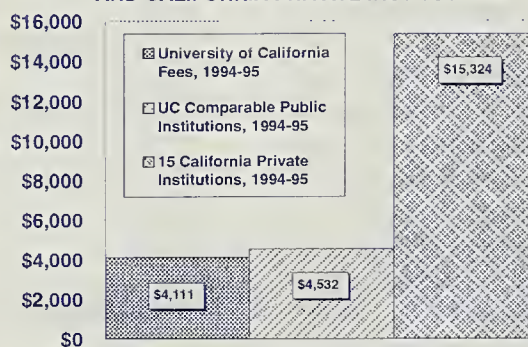 $16,000
$14,000
$12,000
$10,000
$8,000
$6,000
$4,000
$2,000
$0
University of California
Fees, 1994-95
UC Comparable Public
Institutions, 1994-95
15 California Private
Institutions, 1994-95
$4,111
$4,532
$15,324